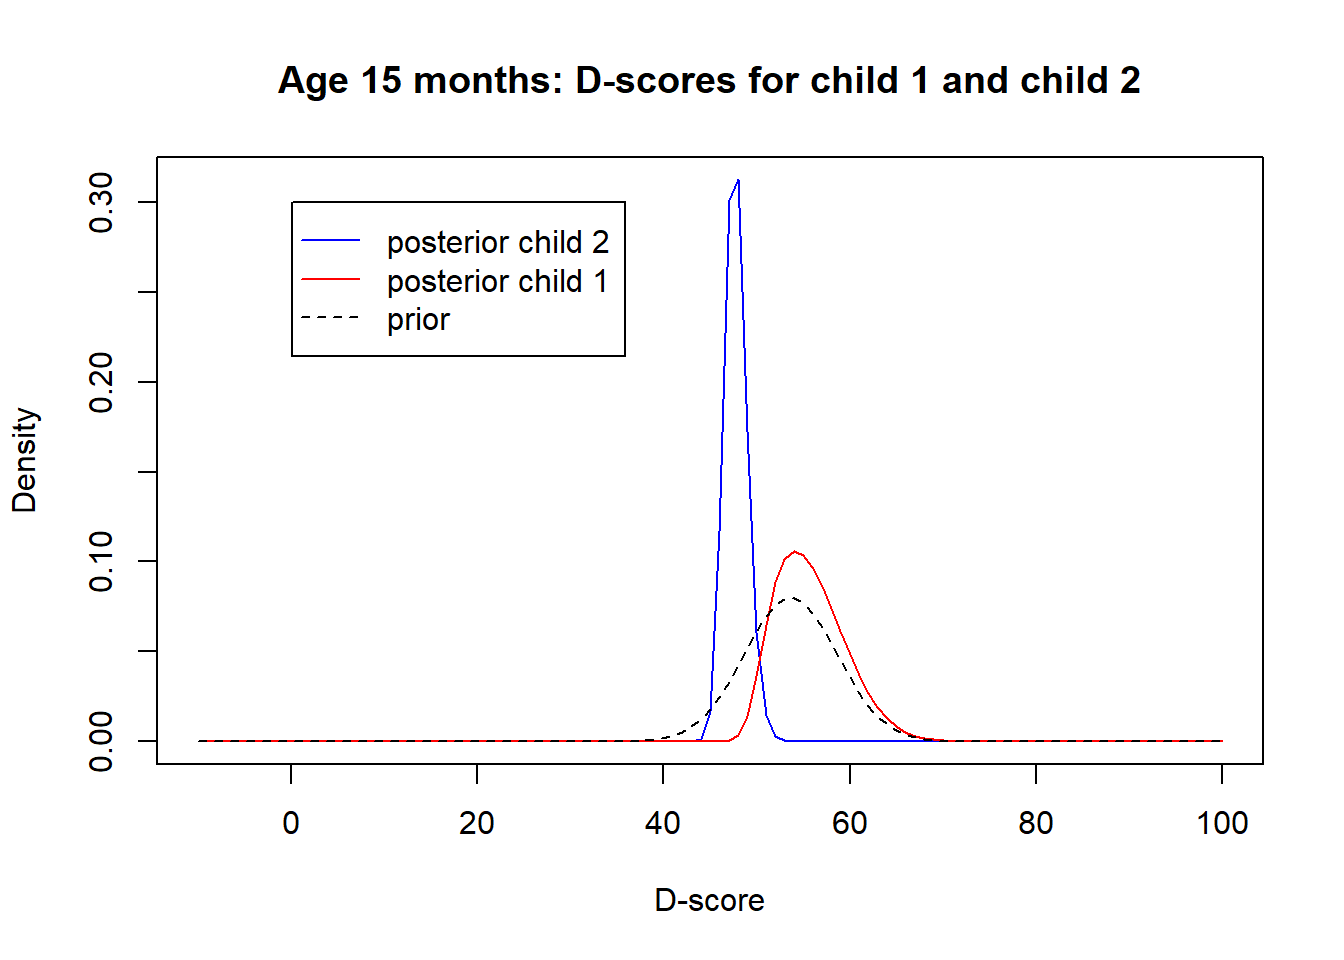 Age 15 months: D-scores for child 1 and child 2
0.30
0.20
0.10
0.00
Density
posterior child 2
posterior child 1
prior
0 20 40 60 80 100
D-score